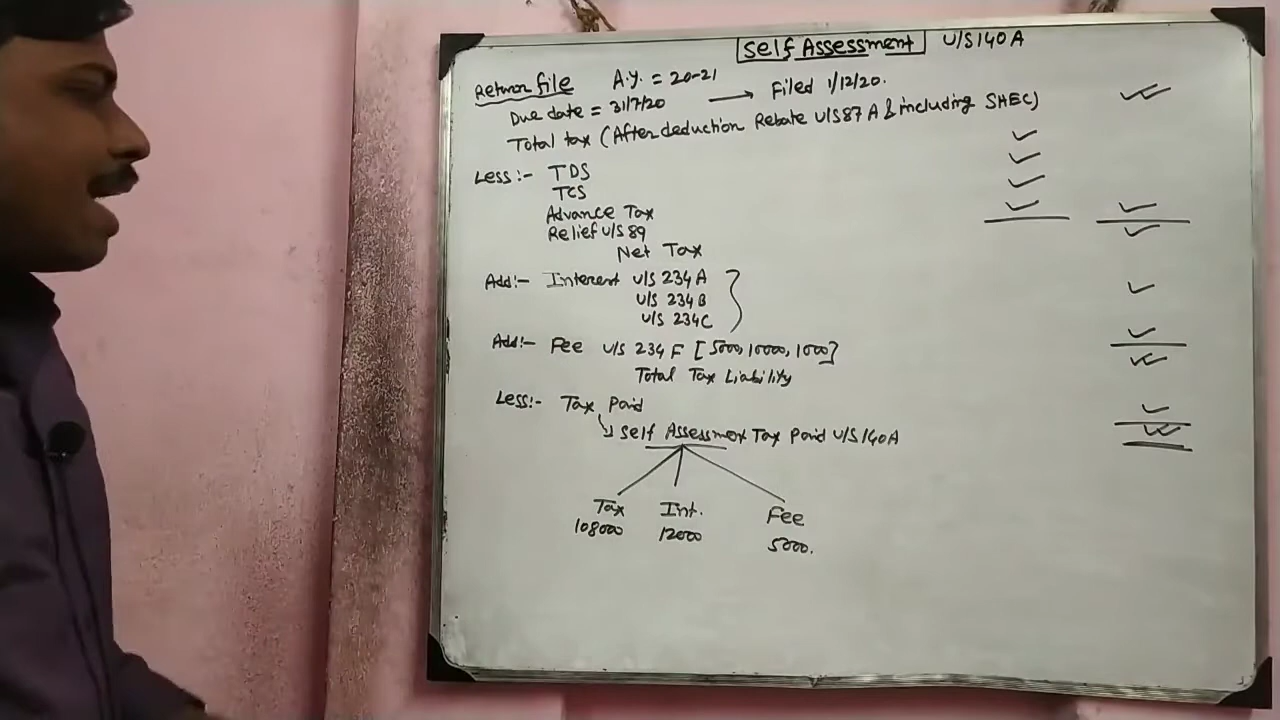 Self Assessment U/S 140A
Return file A.y. = 20-21
Due date = 31/7/20 → Filed 1/12/20.
Total tax (After deduction Rebate U/S 87A & including SHEC)
Less:- TDS
TCS
Advance Tax
Relief U/S 89
Net Tax
Add:- Interest U/S 234A
U/S 234B
U/S 234C
Add:- Fee U/S 234F [5000, 10000, 1000]
Total Tax Liability
Less:- Tax Paid
Self Assessment Tax Paid U/S 140A
Tax Int. Fee
108000 12000 5000.